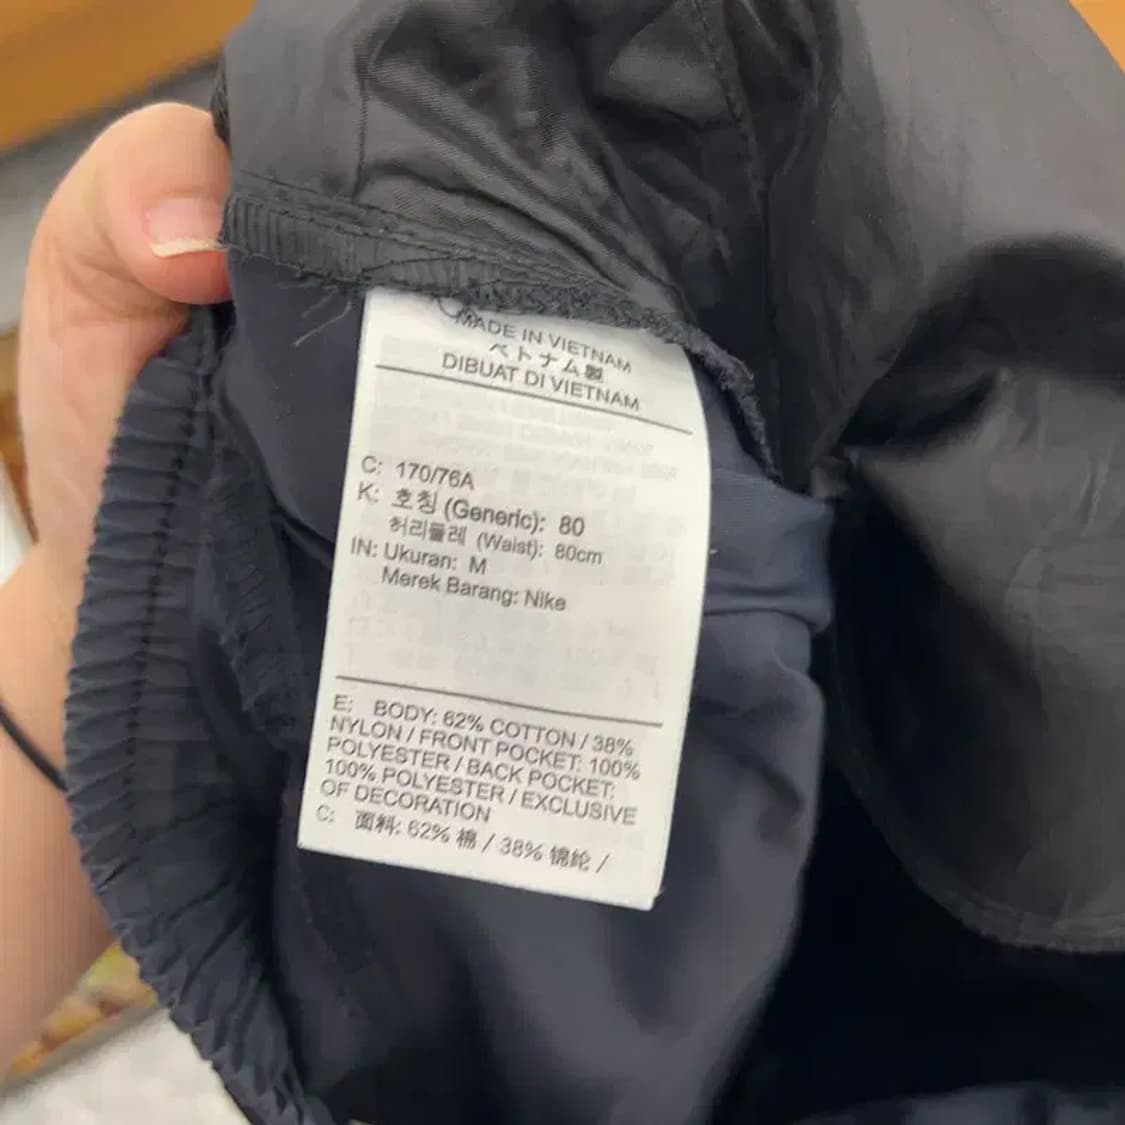 MADE IN VIETNAM
ベトナム製
DIBUAT DI VIETNAM
C: 170/76A
K: 호칭 (Generic): 80
허리둘레 (Waist): 80cm
IN: Ukuran: M
Merek Barang: Nike
E: BODY: 62% COTTON / 38%
NYLON / FRONT POCKET: 100%
POLYESTER / BACK POCKET:
100% POLYESTER / EXCLUSIVE
OF DECORATION
C: 面料: 62% 棉 / 38% 锦纶 /